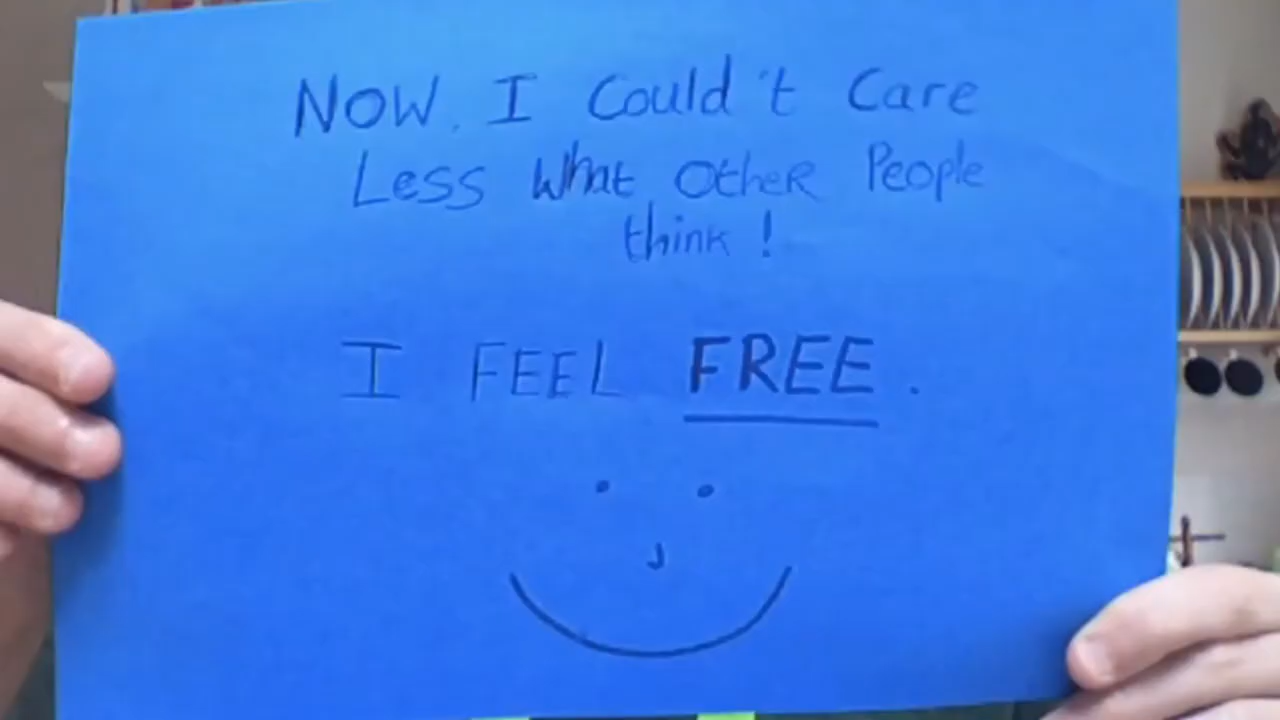 NOW, I Could't Care
Less What Other People
think!
I FEEL FREE.